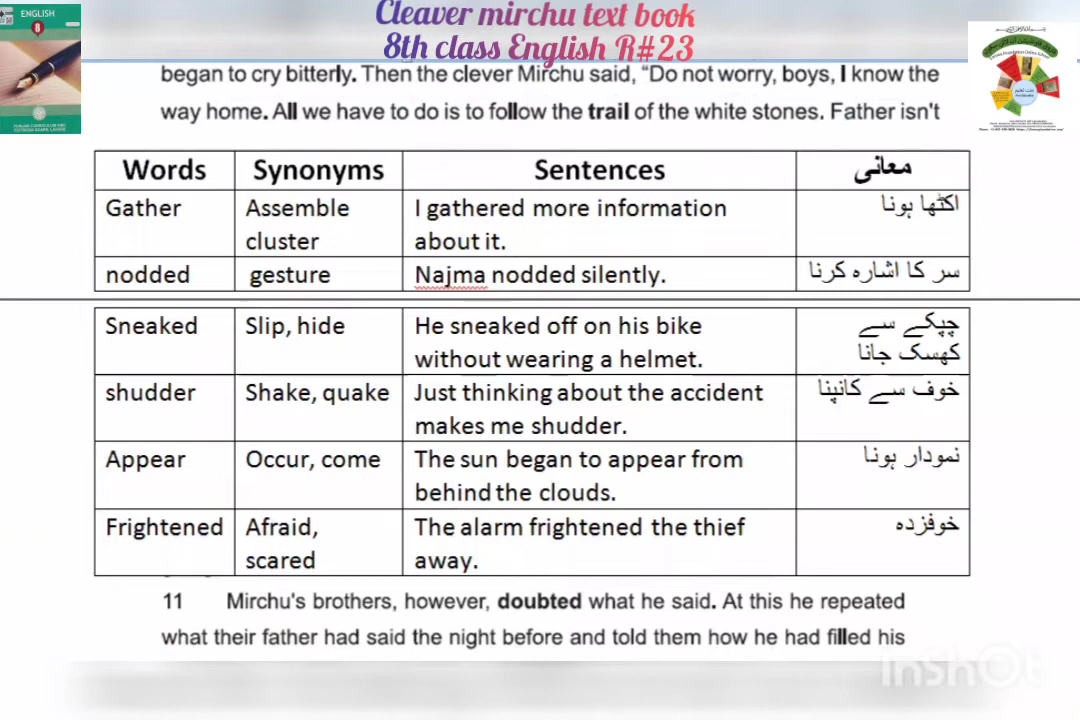 Cleaver mirchu text book
8th class English R#23
ENGLISH
8
began to cry bitterly. Then the clever Mirchu said, “Do not worry, boys, I know the
way home. All we have to do is to follow the trail of the white stones. Father isn't
Words Synonyms Sentences معانی
Gather Assemble I gathered more information اکٹھا ہونا
cluster about it.
nodded gesture Najma nodded silently. سر کا اشارہ کرنا
Sneaked Slip, hide He sneaked off on his bike چپکے سے
without wearing a helmet. کھسک جانا
shudder Shake, quake Just thinking about the accident خوف سے کانپنا
makes me shudder.
Appear Occur, come The sun began to appear from نمودار ہونا
behind the clouds.
Frightened Afraid, The alarm frightened the thief خوفزدہ
scared away.
11 Mirchu's brothers, however, doubted what he said. At this he repeated
what their father had said the night before and told them how he had filled his
InShOt